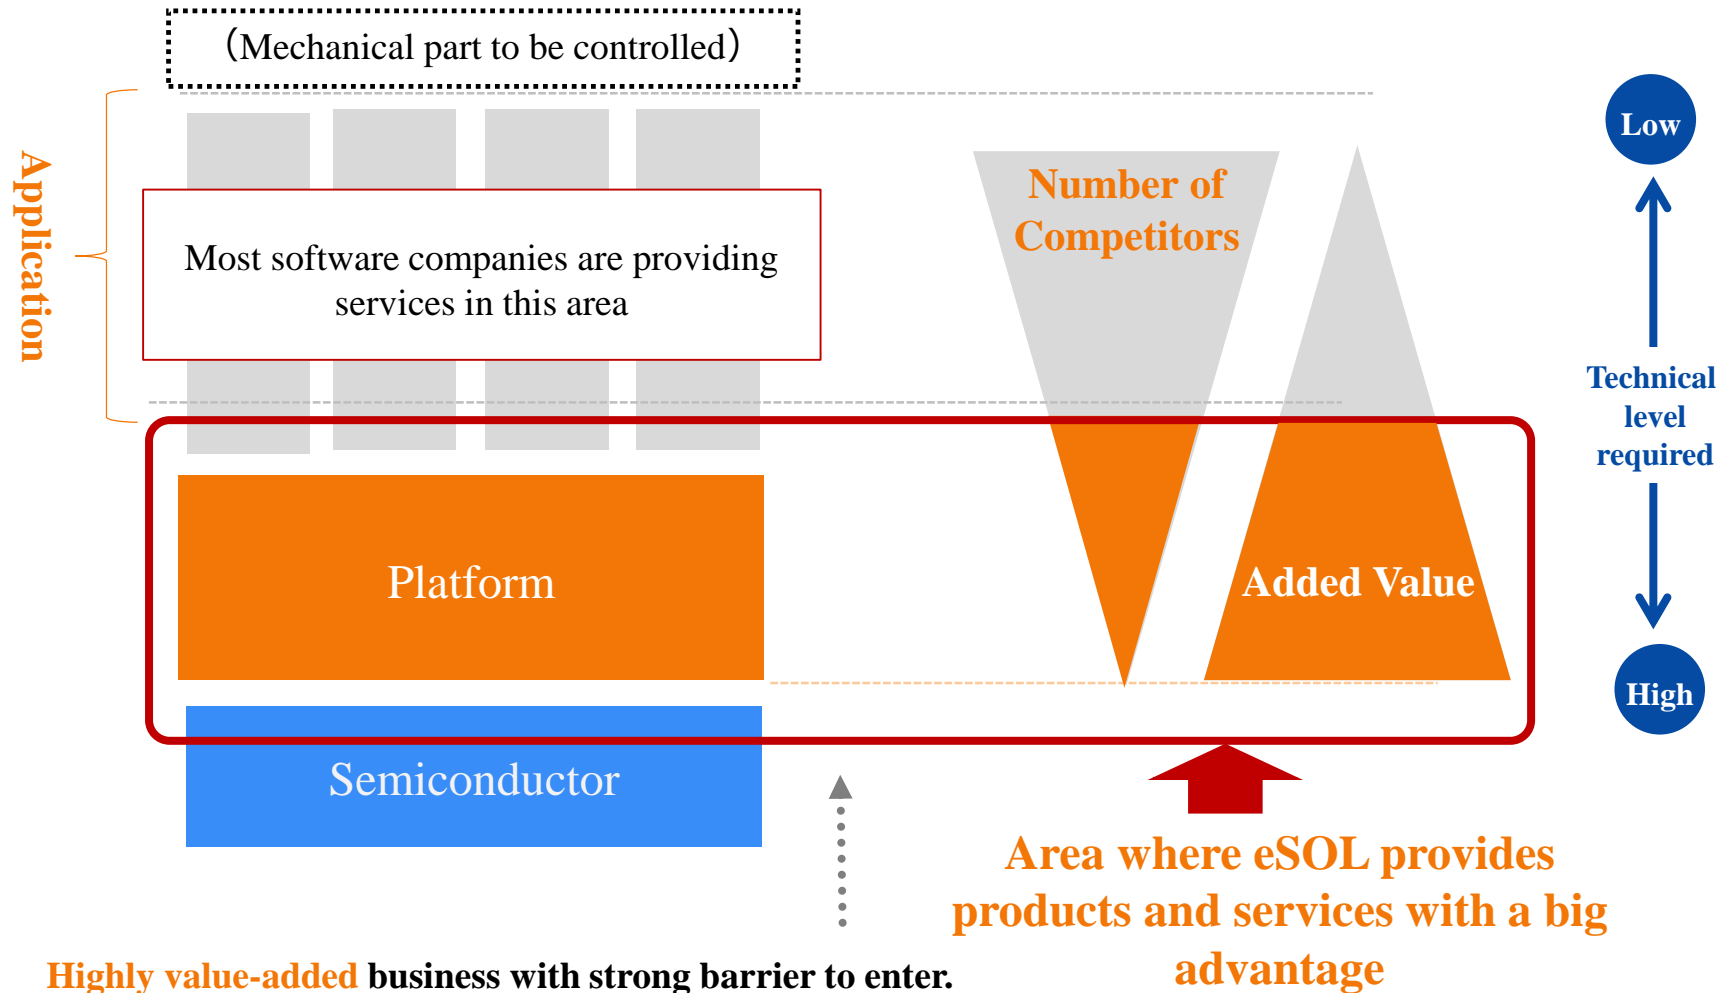 （Mechanical part to be controlled）
Application
Most software companies are providing
services in this area
Number of
Competitors
Low
Technical
level
required
High
Platform
Added Value
Semiconductor
Area where eSOL provides
products and services with a big
advantage
Highly value-added business with strong barrier to enter.